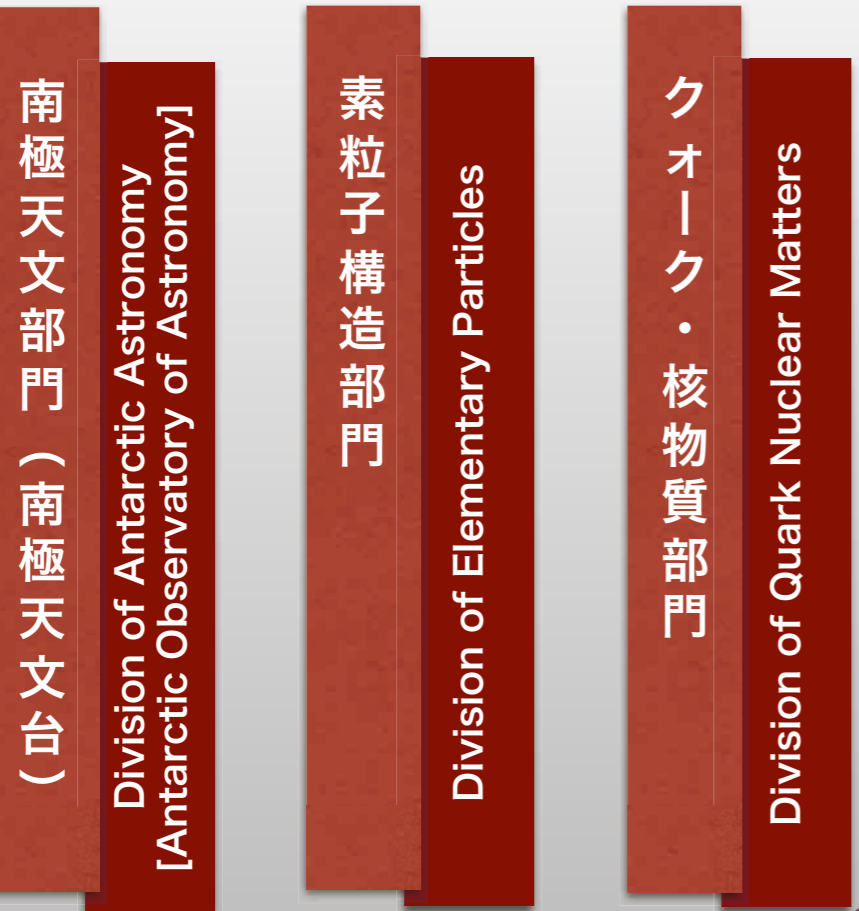 南極天文部門（南極天文台）
Division of Antarctic Astronomy
[Antarctic Observatory of Astronomy]
素粒子構造部門
Division of Elementary Particles
クォーク・核物質部門
Division of Quark Nuclear Matters